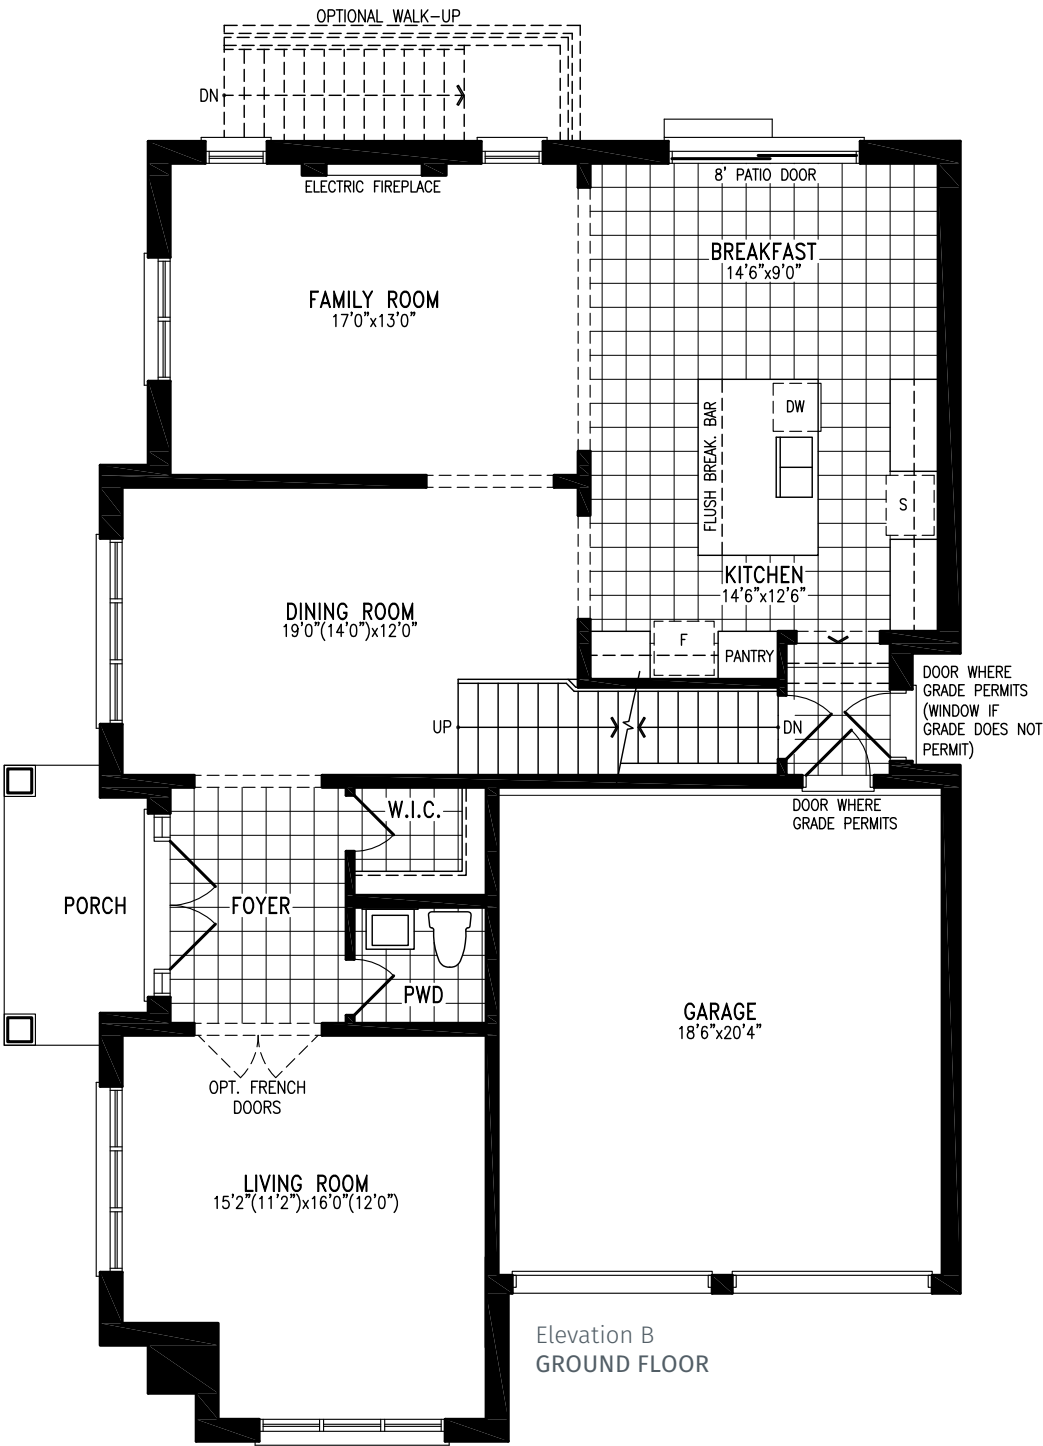 OPTIONAL WALK-UP
DN
ELECTRIC FIREPLACE
8' PATIO DOOR
BREAKFAST
14'6"x9'0"
FAMILY ROOM
17'0"x13'0"
FLUSH BREAK. BAR
DW
S
KITCHEN
14'6"x12'6"
DINING ROOM
19'0"(14'0")x12'0"
F
PANTRY
DOOR WHERE
GRADE PERMITS
(WINDOW IF
GRADE DOES NOT
PERMIT)
UP
DN
W.I.C.
DOOR WHERE
GRADE PERMITS
PORCH
FOYER
PWD
GARAGE
18'6"x20'4"
OPT. FRENCH
DOORS
LIVING ROOM
15'2"(11'2")x16'0"(12'0")
Elevation B
GROUND FLOOR